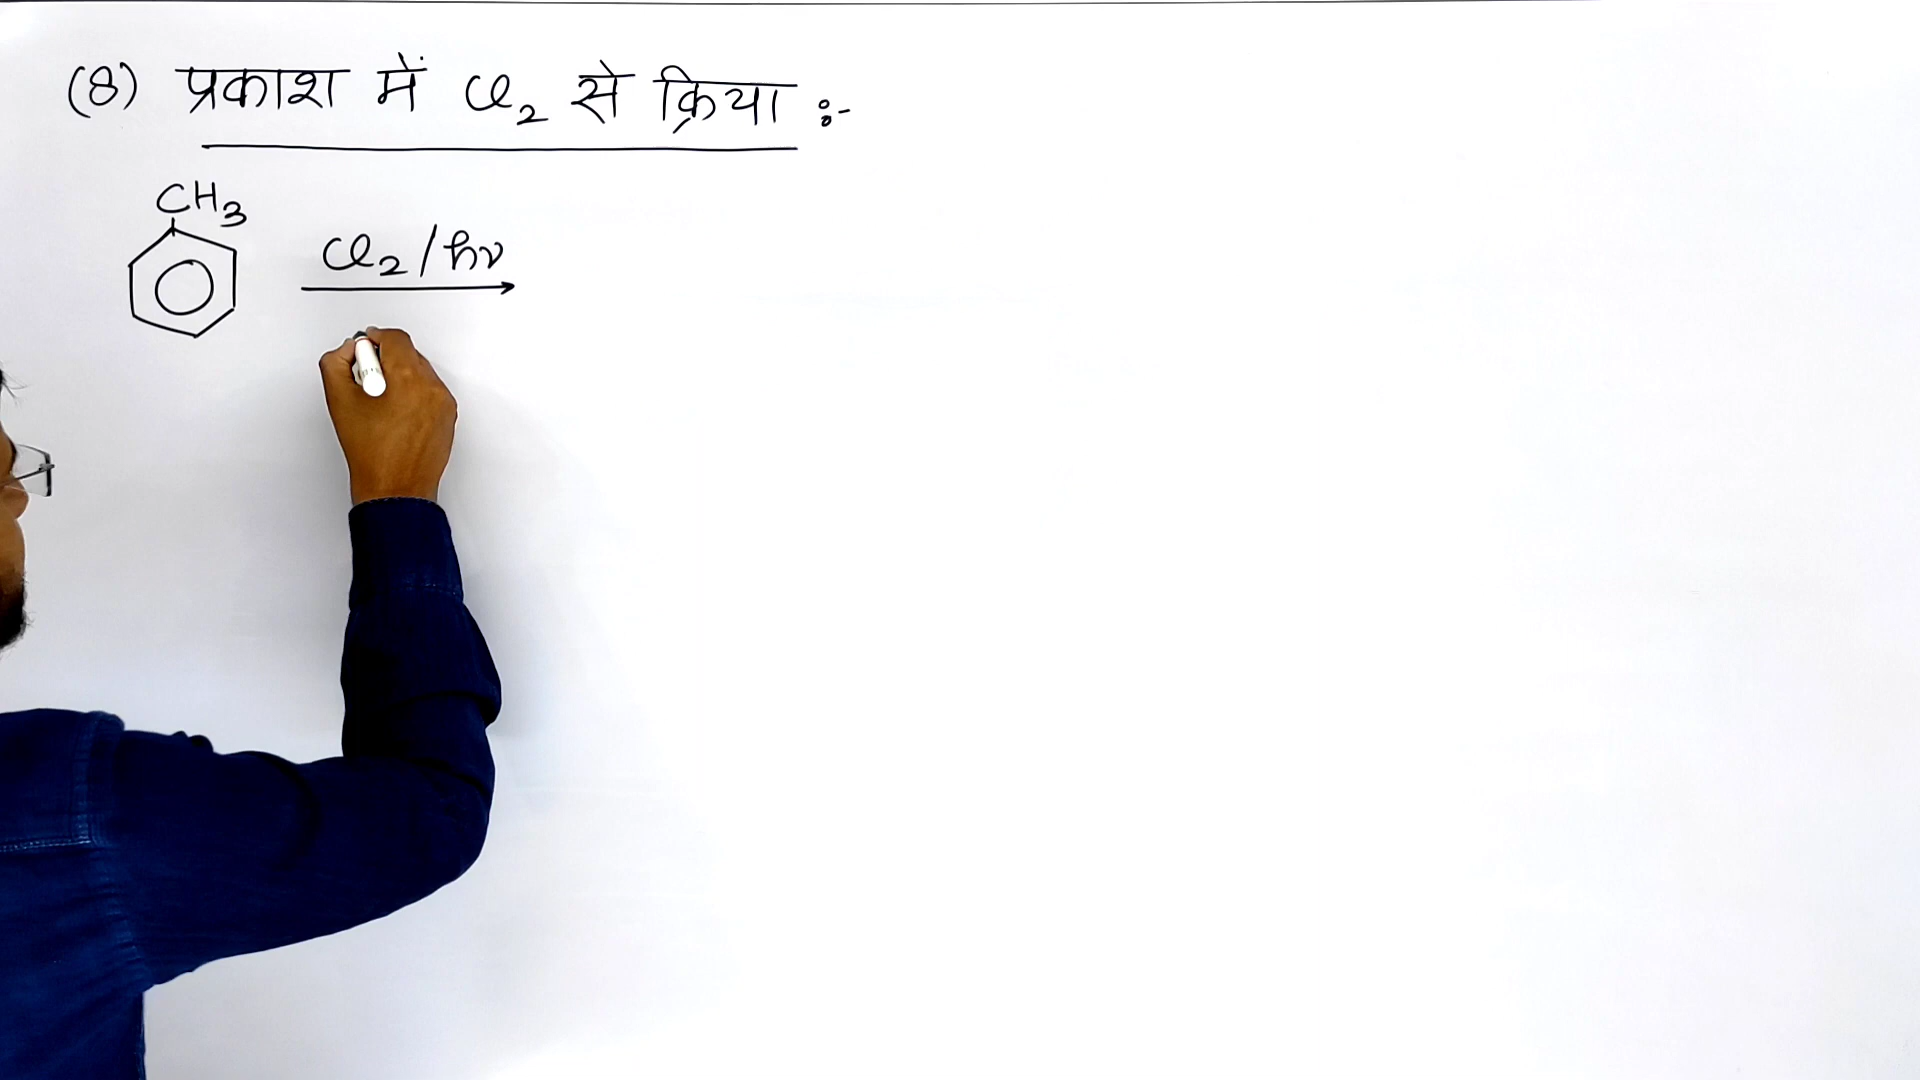 (8) प्रकाश में Cl2 से क्रिया :-
CH3
Cl2/hν